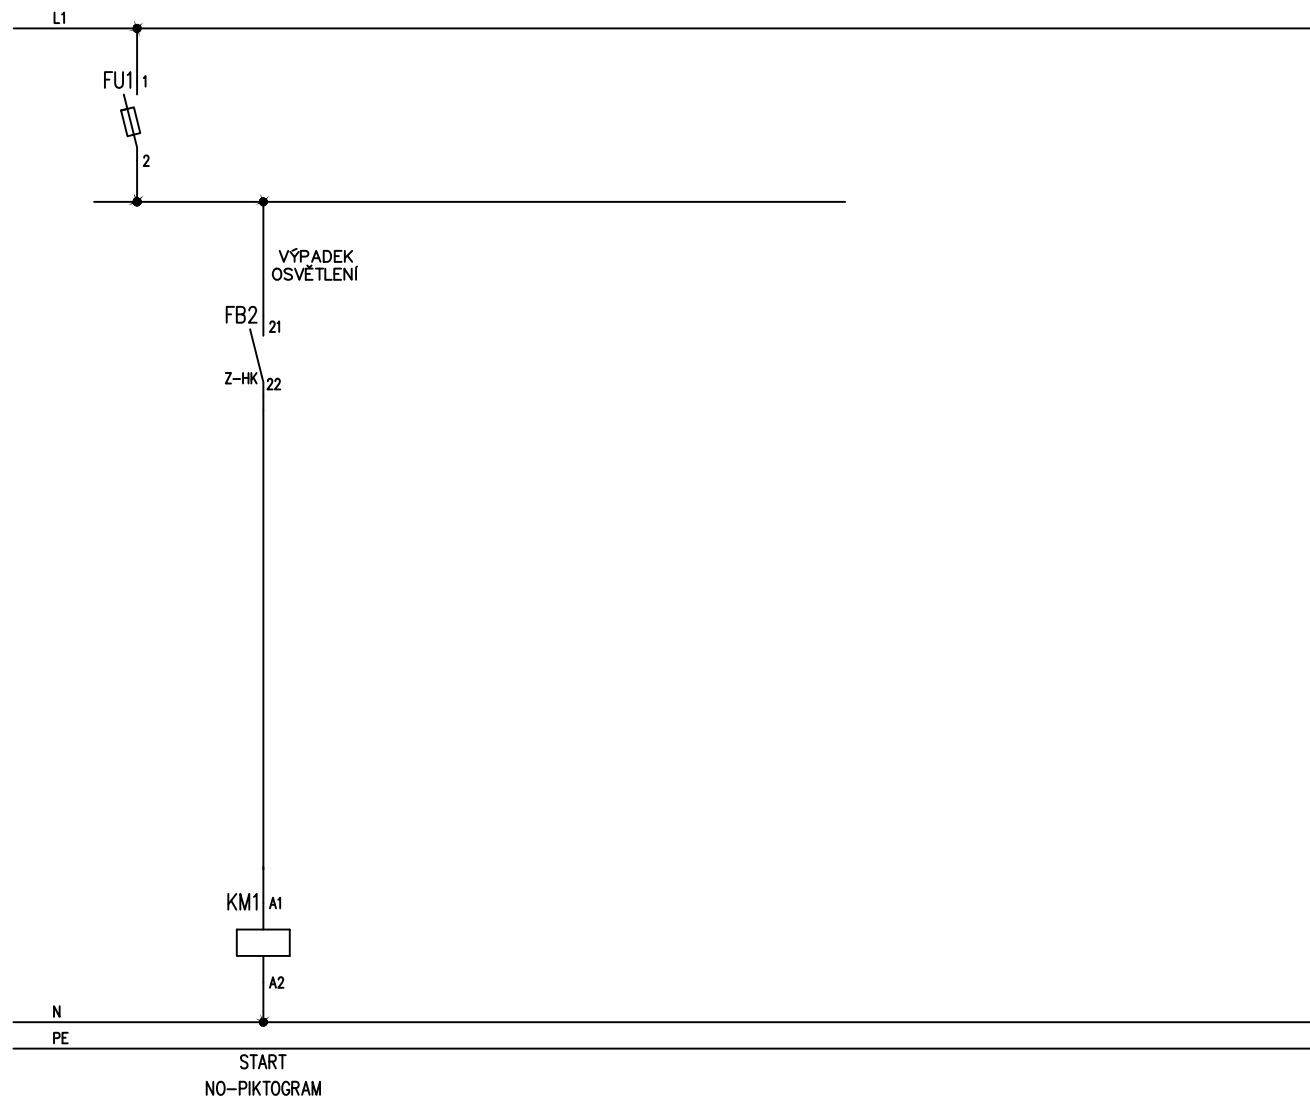 L1
FU1
1
2
VÝPADEK
OSVĚTLENÍ
FB2
21
Z-HK
22
KM1
A1
A2
N
PE
START
NO-PIKTOGRAM